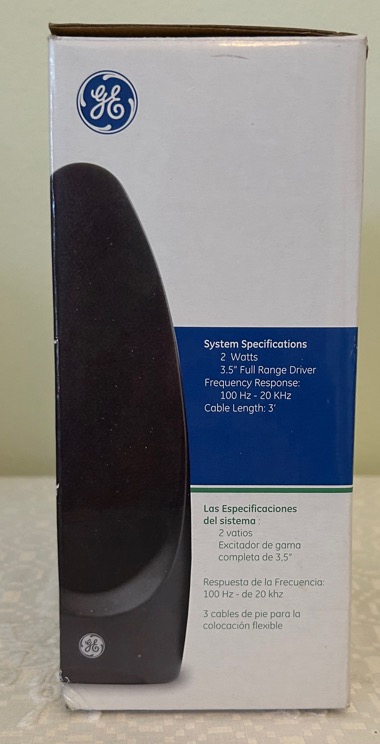 GE
System Specifications
2 Watts
3.5" Full Range Driver
Frequency Response:
100 Hz - 20 KHz
Cable Length: 3'
Las Especificaciones
del sistema :
2 vatios
Excitador de gama
completa de 3,5"
Respuesta de la Frecuencia:
100 Hz - de 20 khz
3 cables de pie para la
colocación flexible
GE